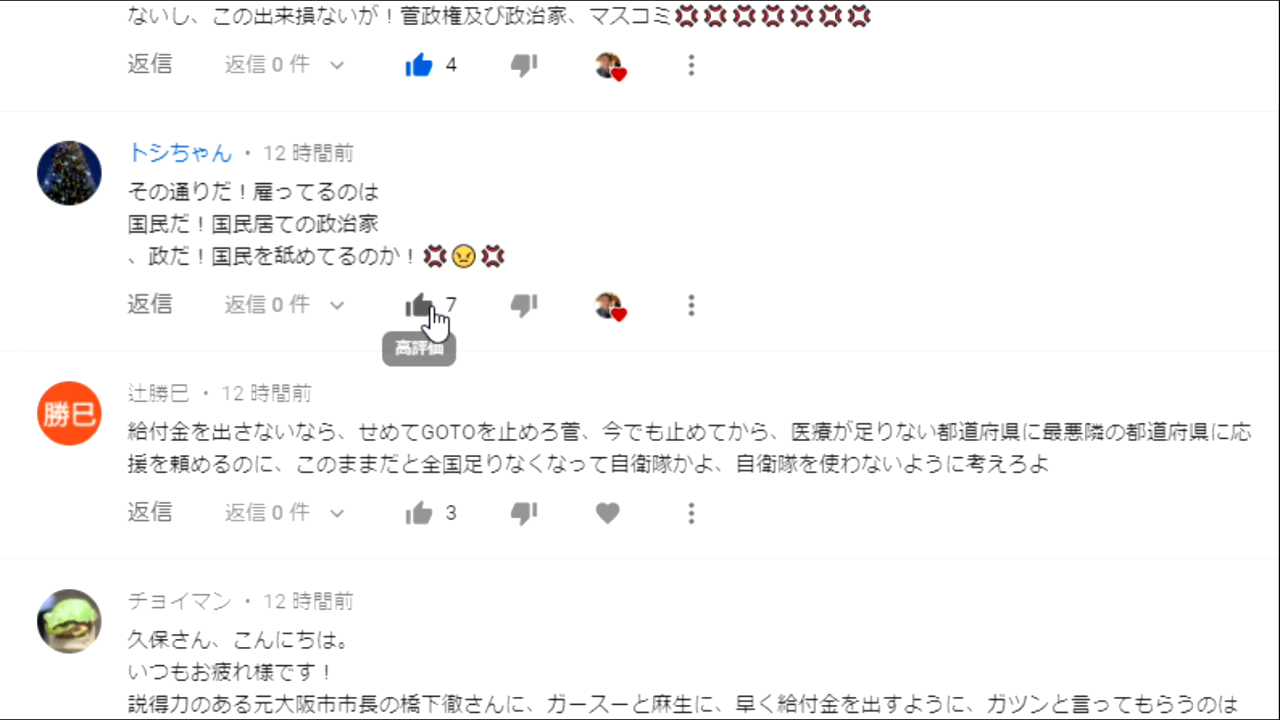 ないし、この出来損ないが！菅政権及び政治家、マスコミ💢💢💢💢💢💢💢
返信 返信 0 件 4
トシちゃん ・ 12 時間前
その通りだ！雇ってるのは
国民だ！国民居ての政治家
、政だ！国民を舐めてるのか！💢😠💢
返信 返信 0 件 7
高評価
勝巳
辻勝巳 ・ 12 時間前
給付金を出さないなら、せめてGOTOを止めろ菅、今でも止めてから、医療が足りない都道府県に最悪隣の都道府県に応
援を頼めるのに、このままだと全国足りなくなって自衛隊かよ、自衛隊を使わないように考えろよ
返信 返信 0 件 3
チョイマン ・ 12 時間前
久保さん、こんにちは。
いつもお疲れ様です！
説得力のある元大阪市市長の橋下徹さんに、ガースーと麻生に、早く給付金を出すように、ガツンと言ってもらうのは